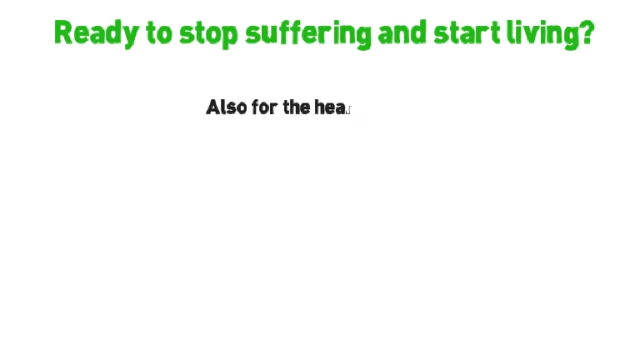 Ready to stop suffering and start living?
Also for the hea